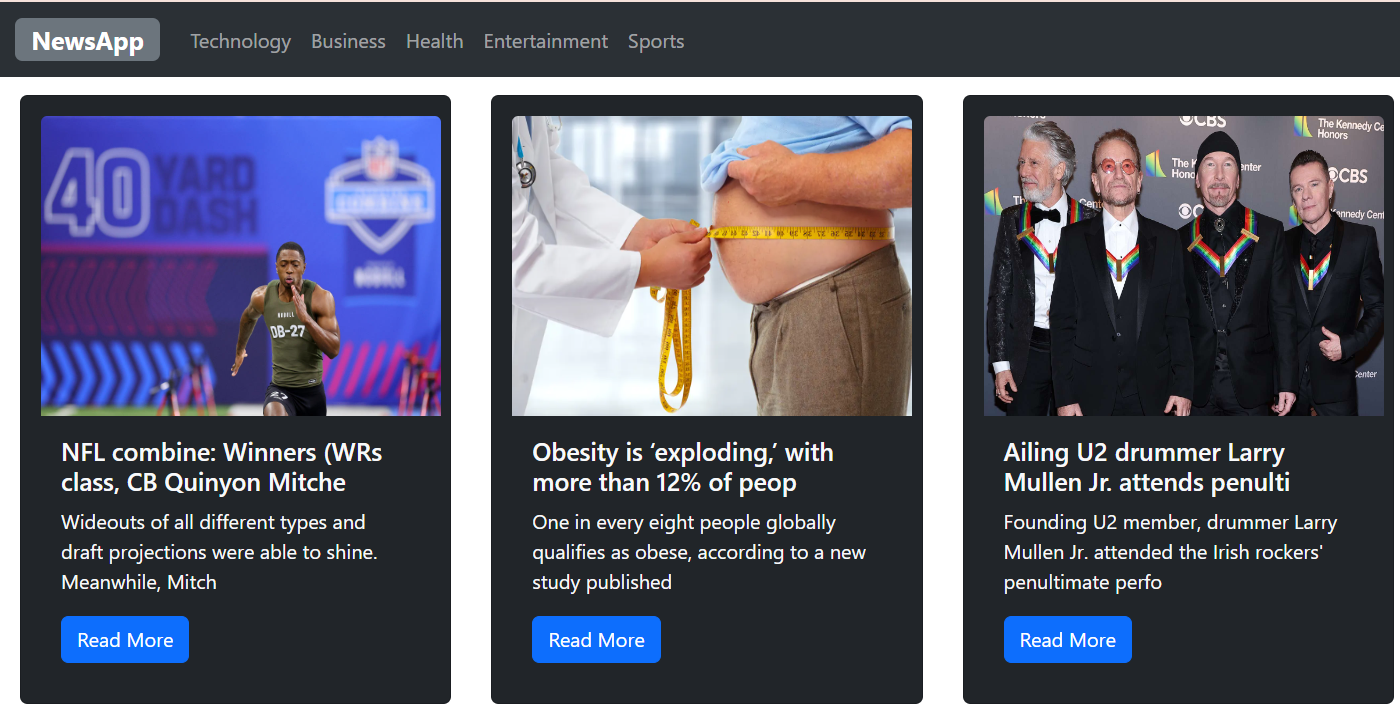 NewsApp Technology Business Health Entertainment Sports
40 YARD
DASH
COMBINE
DB-27
NFL combine: Winners (WRs
class, CB Quinyon Mitche
Wideouts of all different types and
draft projections were able to shine.
Meanwhile, Mitch
Read More
Obesity is ‘exploding,’ with
more than 12% of peop
One in every eight people globally
qualifies as obese, according to a new
study published
Read More
CBS
The Kennedy Ce
Honors
CBS
Ailing U2 drummer Larry
Mullen Jr. attends penulti
Founding U2 member, drummer Larry
Mullen Jr. attended the Irish rockers'
penultimate perfo
Read More